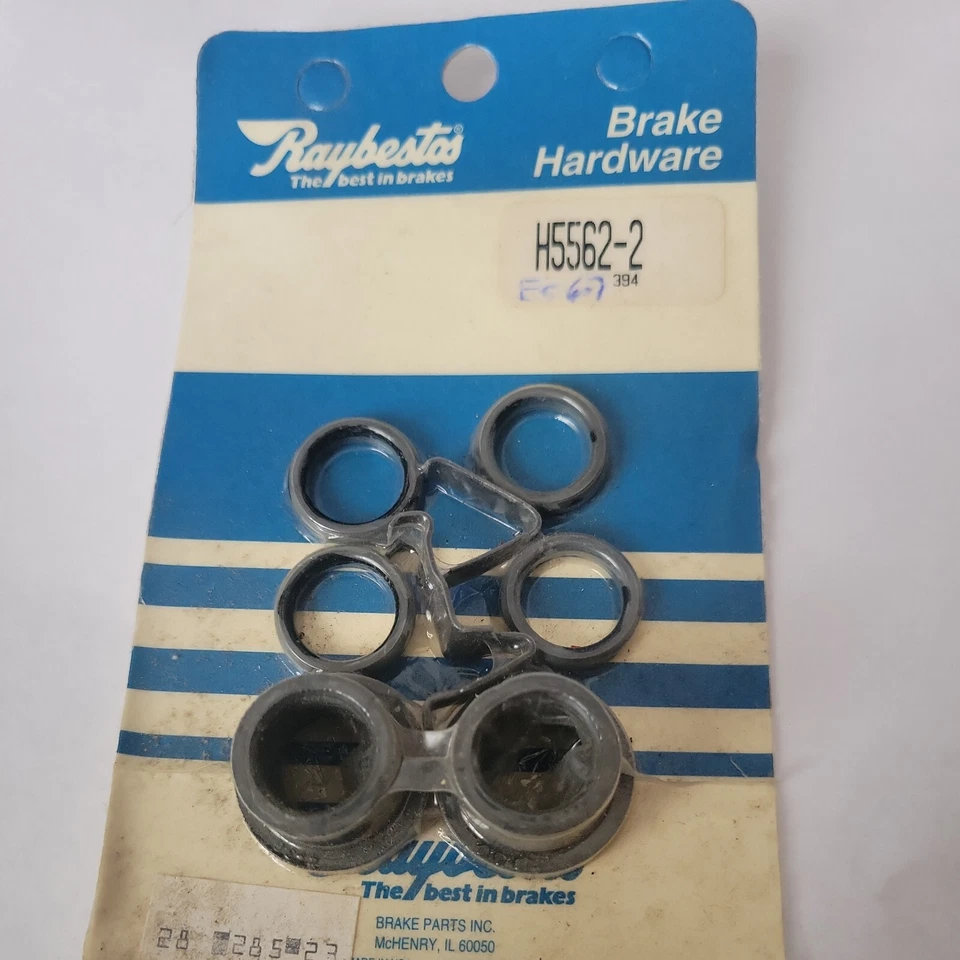 Raybestos®
The best in brakes
Brake
Hardware
H5562-2
394
The best in brakes
BRAKE PARTS INC.
McHENRY, IL 60050